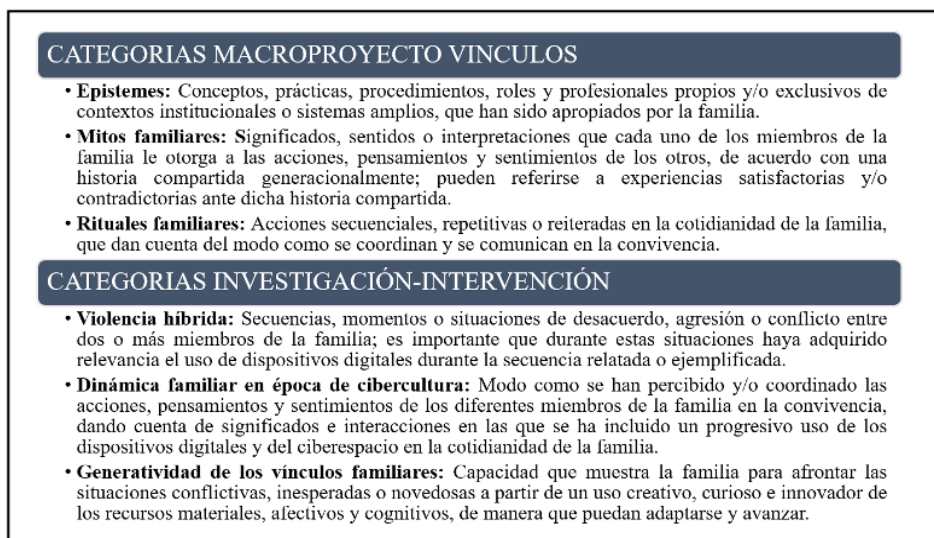 CATEGORIAS MACROPROYECTO VINCULOS
• Epistemes: Conceptos, prácticas, procedimientos, roles y profesionales propios y/o exclusivos de
contextos institucionales o sistemas amplios, que han sido apropiados por la familia.
• Mitos familiares: Significados, sentidos o interpretaciones que cada uno de los miembros de la
familia le otorga a las acciones, pensamientos y sentimientos de los otros, de acuerdo con una
historia compartida generacionalmente; pueden referirse a experiencias satisfactorias y/o
contradictorias ante dicha historia compartida.
• Rituales familiares: Acciones secuenciales, repetitivas o reiteradas en la cotidianidad de la familia,
que dan cuenta del modo como se coordinan y se comunican en la convivencia.
CATEGORIAS INVESTIGACIÓN-INTERVENCIÓN
• Violencia híbrida: Secuencias, momentos o situaciones de desacuerdo, agresión o conflicto entre
dos o más miembros de la familia; es importante que durante estas situaciones haya adquirido
relevancia el uso de dispositivos digitales durante la secuencia relatada o ejemplificada.
• Dinámica familiar en época de cibercultura: Modo como se han percibido y/o coordinado las
acciones, pensamientos y sentimientos de los diferentes miembros de la familia en la convivencia,
dando cuenta de significados e interacciones en las que se ha incluido un progresivo uso de los
dispositivos digitales y del ciberespacio en la cotidianidad de la familia.
• Generatividad de los vínculos familiares: Capacidad que muestra la familia para afrontar las
situaciones conflictivas, inesperadas o novedosas a partir de un uso creativo, curioso e innovador de
los recursos materiales, afectivos y cognitivos, de manera que puedan adaptarse y avanzar.